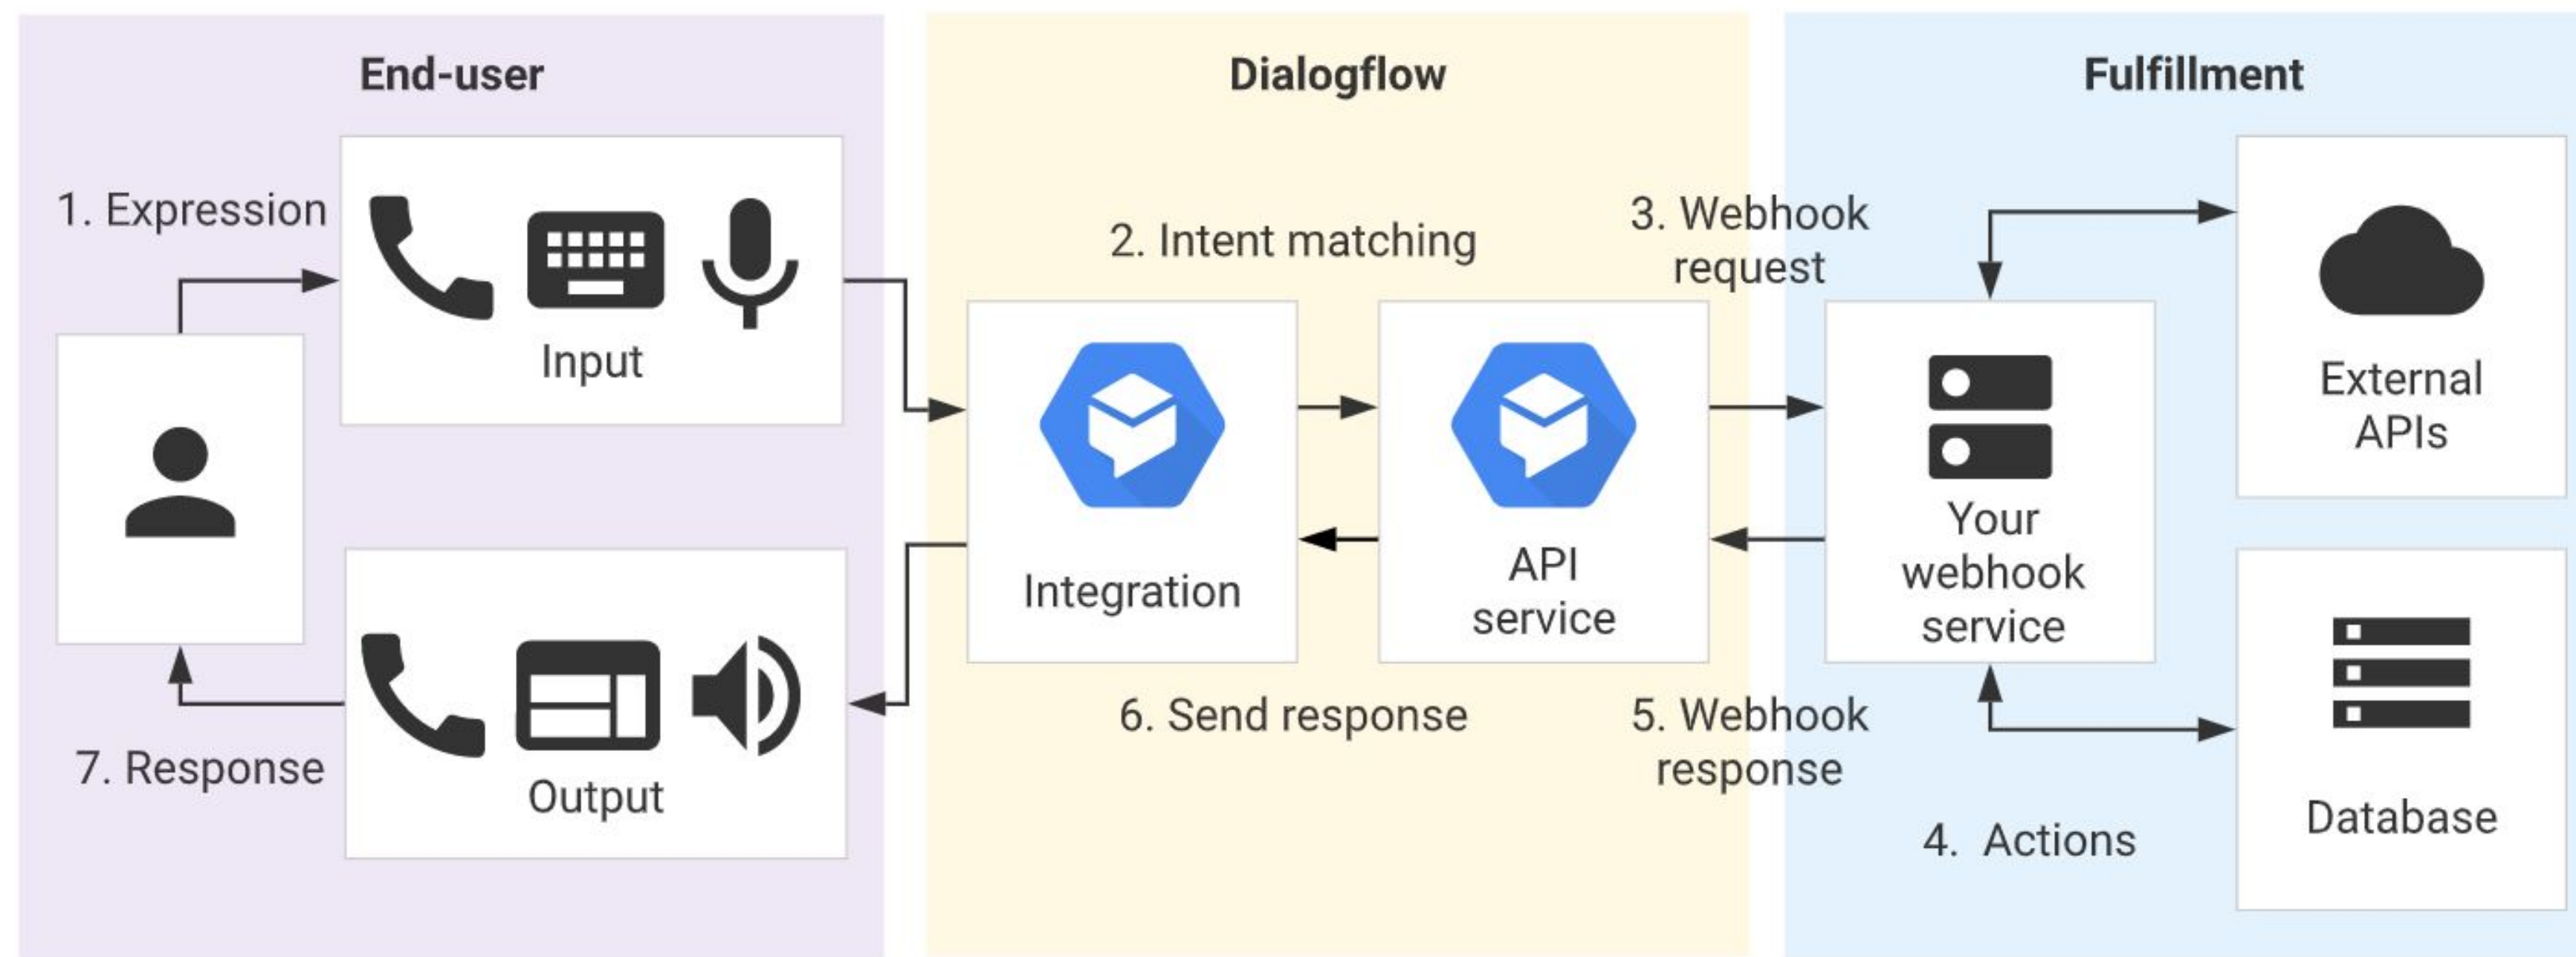 End-user
Dialogflow
Fulfillment
1. Expression
Input
2. Intent matching
3. Webhook
request
External
APIs
Integration
API
service
Your
webhook
service
7. Response
Output
6. Send response
5. Webhook
response
4. Actions
Database